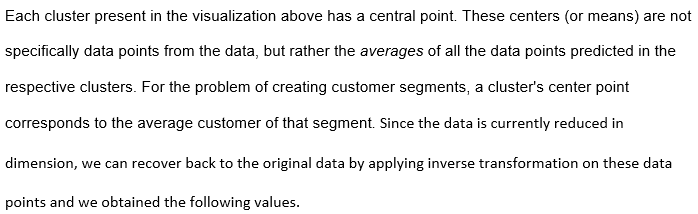 Each cluster present in the visualization above has a central point. These centers (or means) are not
specifically data points from the data, but rather the averages of all the data points predicted in the
respective clusters. For the problem of creating customer segments, a cluster's center point
corresponds to the average customer of that segment. Since the data is currently reduced in
dimension, we can recover back to the original data by applying inverse transformation on these data
points and we obtained the following values.